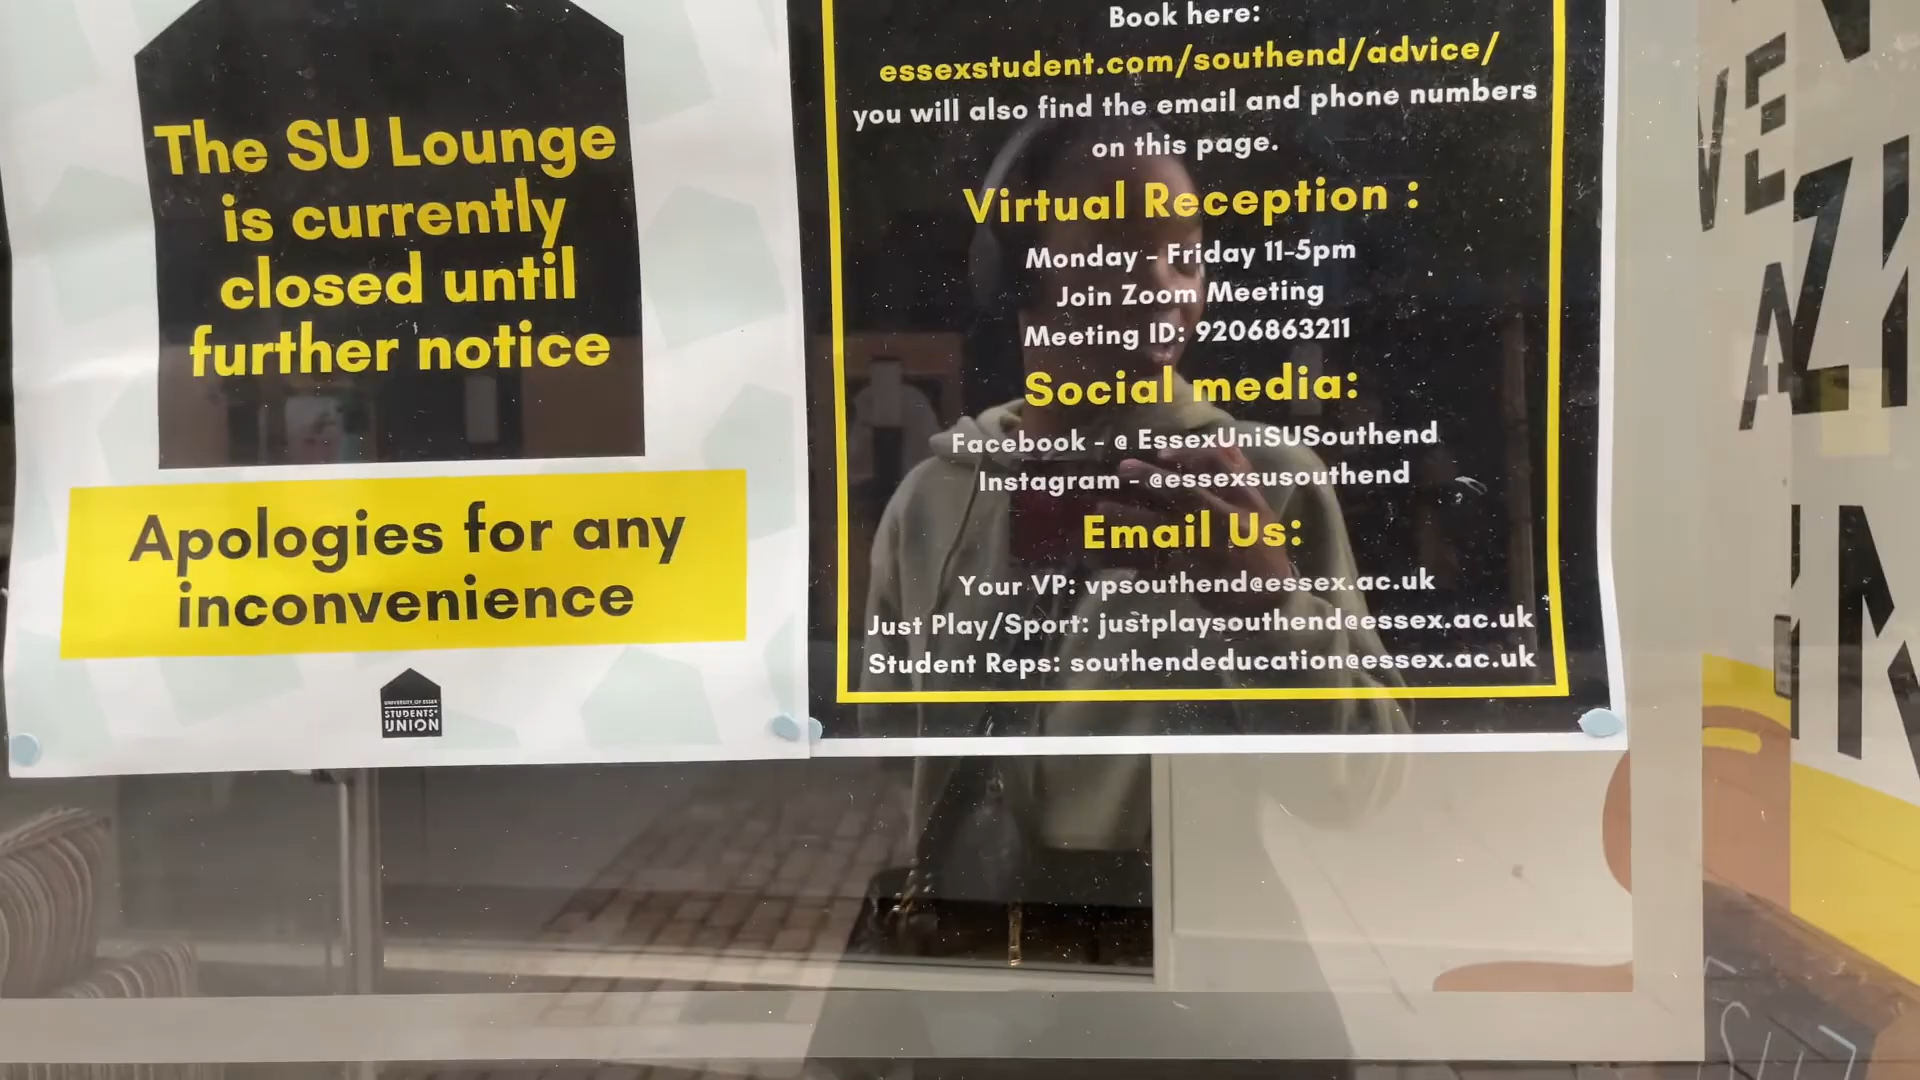 The SU Lounge
is currently
closed until
further notice
Apologies for any
inconvenience
UNIVERSITY OF ESSEX
STUDENTS'
UNION
Book here:
essexstudent.com/southend/advice/
you will also find the email and phone numbers
on this page.
Virtual Reception :
Monday - Friday 11-5pm
Join Zoom Meeting
Meeting ID: 9206863211
Social media:
Facebook - @ EssexUniSUSouthend
Instagram - @essexsusouthend
Email Us:
Your VP: vpsouthend@essex.ac.uk
Just Play/Sport: justplaysouthend@essex.ac.uk
Student Reps: southendeducation@essex.ac.uk